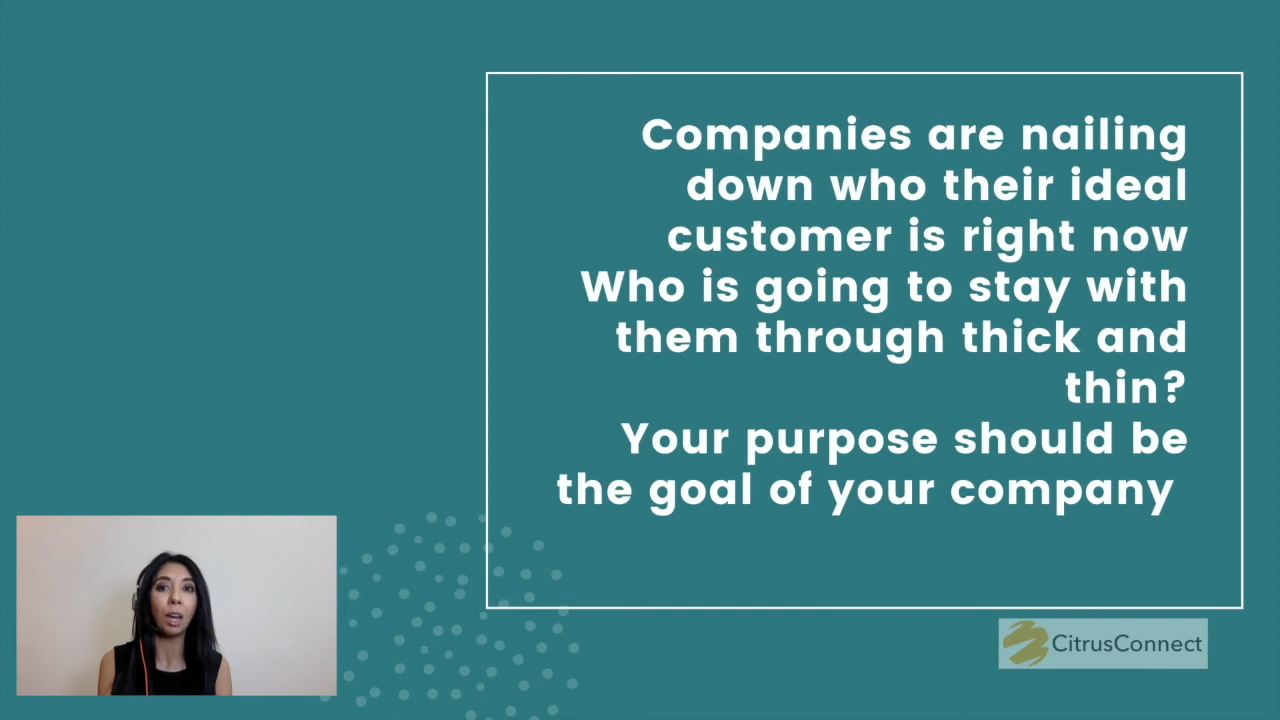 Companies are nailing
down who their ideal
customer is right now
Who is going to stay with
them through thick and
thin?
Your purpose should be
the goal of your company
CitrusConnect